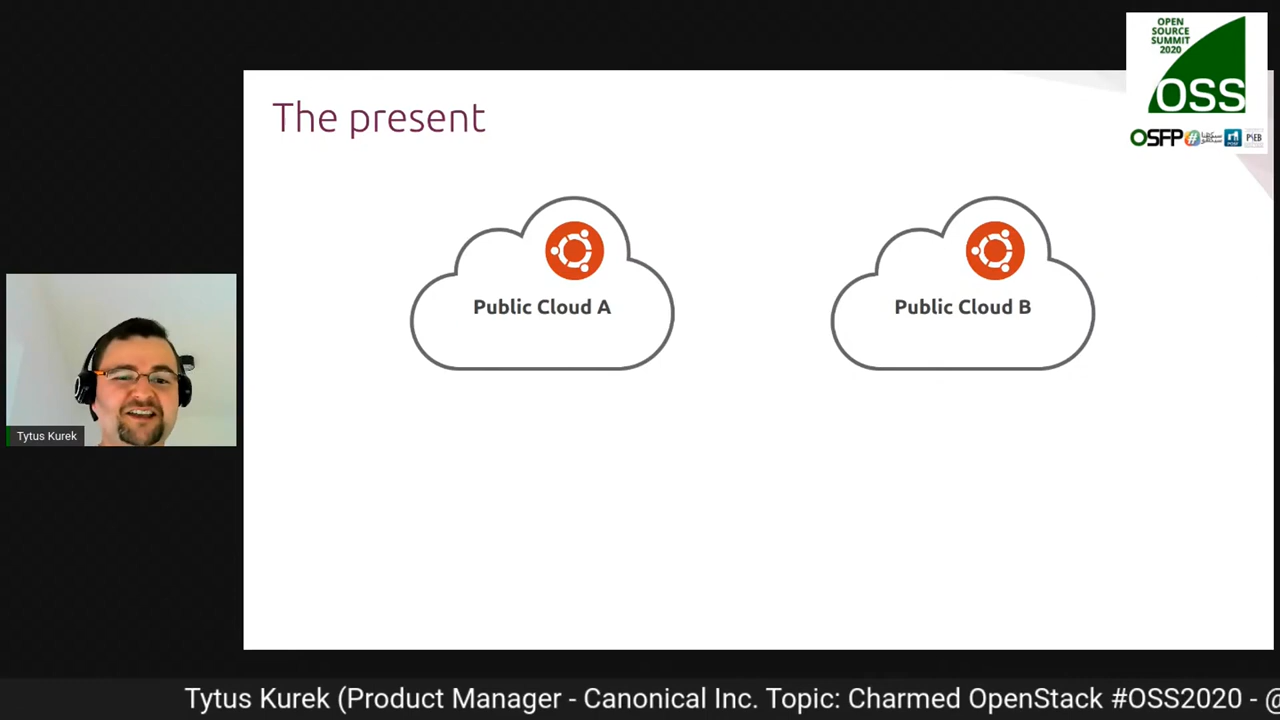 OPEN
SOURCE
SUMMIT
2020
OSS
OSFP
The present
Public Cloud A
Public Cloud B
Tytus Kurek
Tytus Kurek (Product Manager - Canonical Inc. Topic: Charmed OpenStack #OSS2020 - @